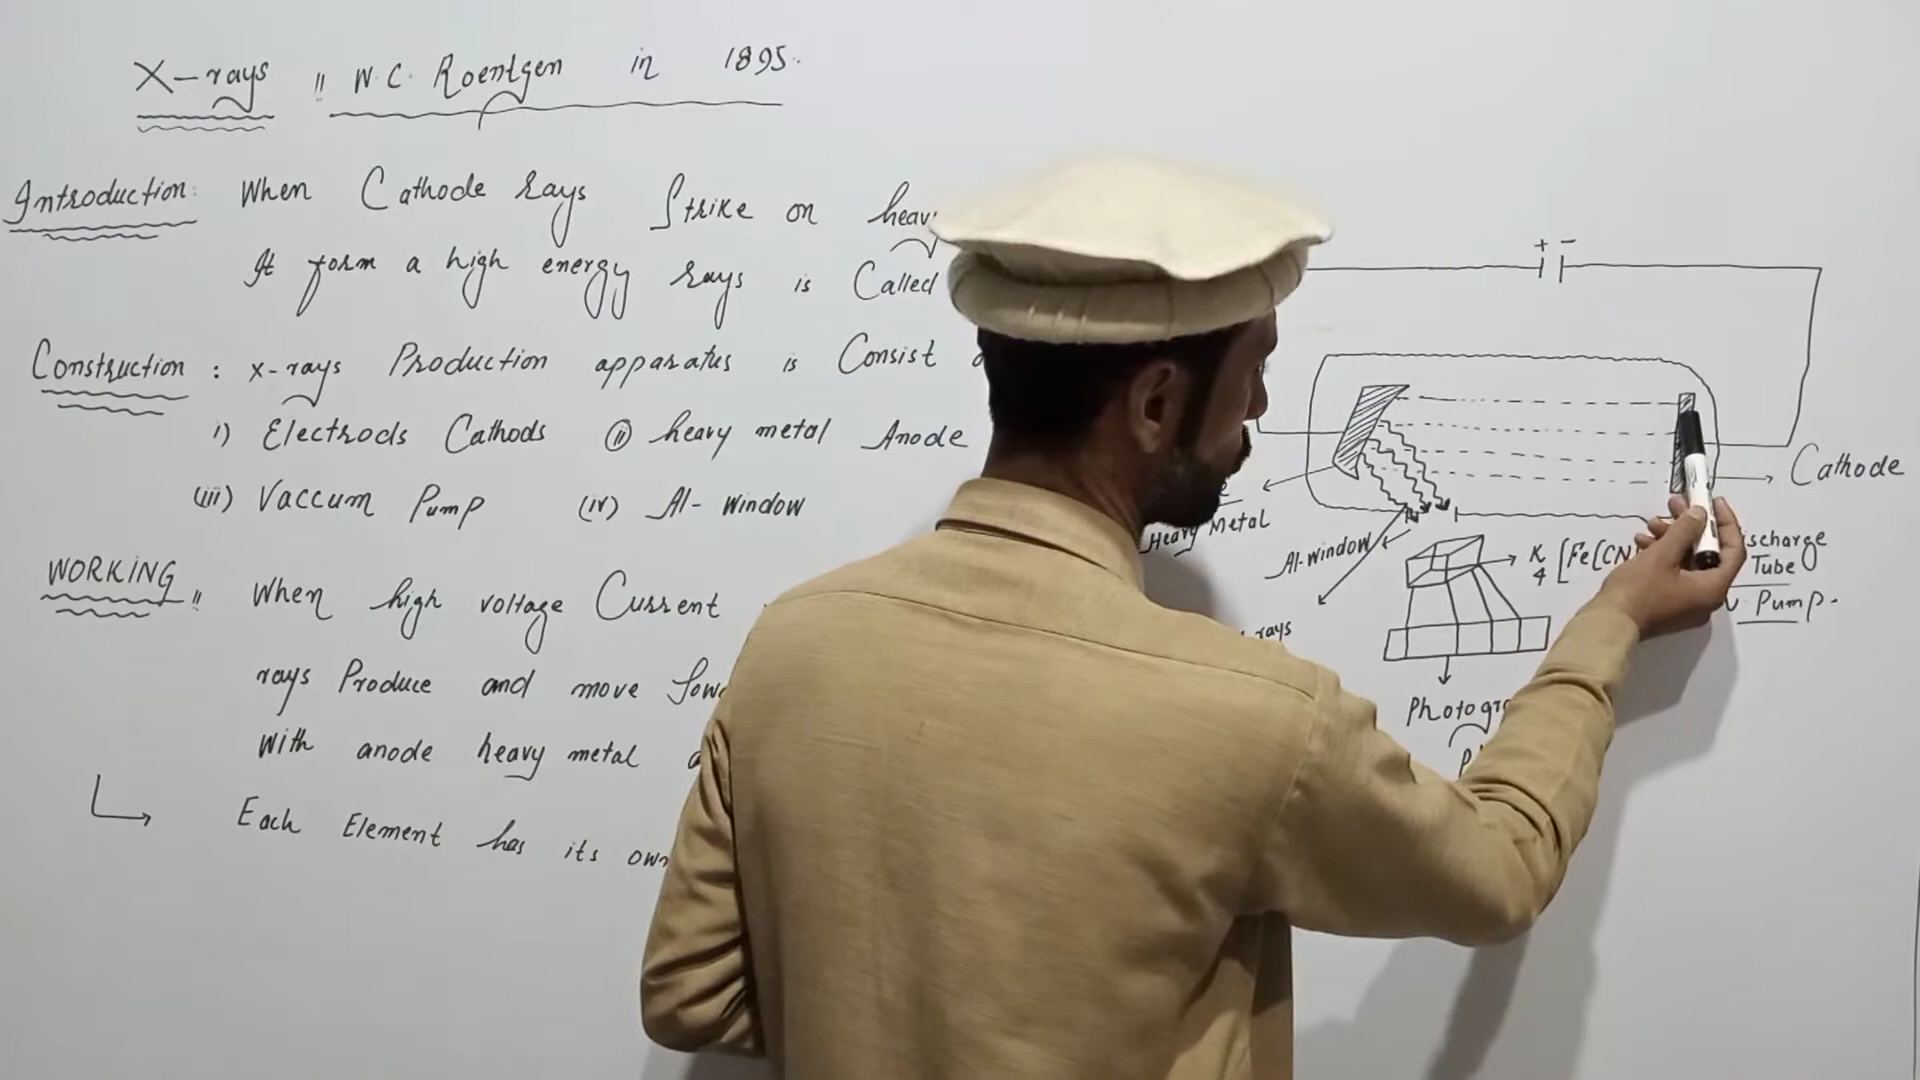 X-rays !! W.C. Roentgen in 1895.
Introduction: When Cathode rays Strike on
It form a high energy rays is Called
Construction: x-rays Production apparatus is Consist
i) Electrods Cathods (ii) heavy metal Anode
(iii) Vaccum Pump (iv) Al-window
WORKING !! When high voltage Current
rays Produce and move
With anode heavy metal
Each Element has its own
+ -
Cathode
Heavy Metal
Al-window
K4[Fe(CN
Tube
Pump.
rays